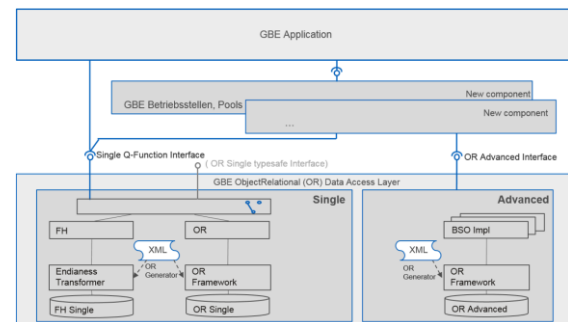 GBE Application
New component
GBE Betriebsstellen, Pools
New component
...
Single Q-Function Interface
( OR Single typesafe Interface)
OR Advanced Interface
GBE ObjectRelational (OR) Data Access Layer
Single
Advanced
FH
OR
BSO Impl
XML
XML
OR
Generator
OR
Generator
Endianess
Transformer
OR
Framework
OR
Framework
FH Single
OR Single
OR Advanced